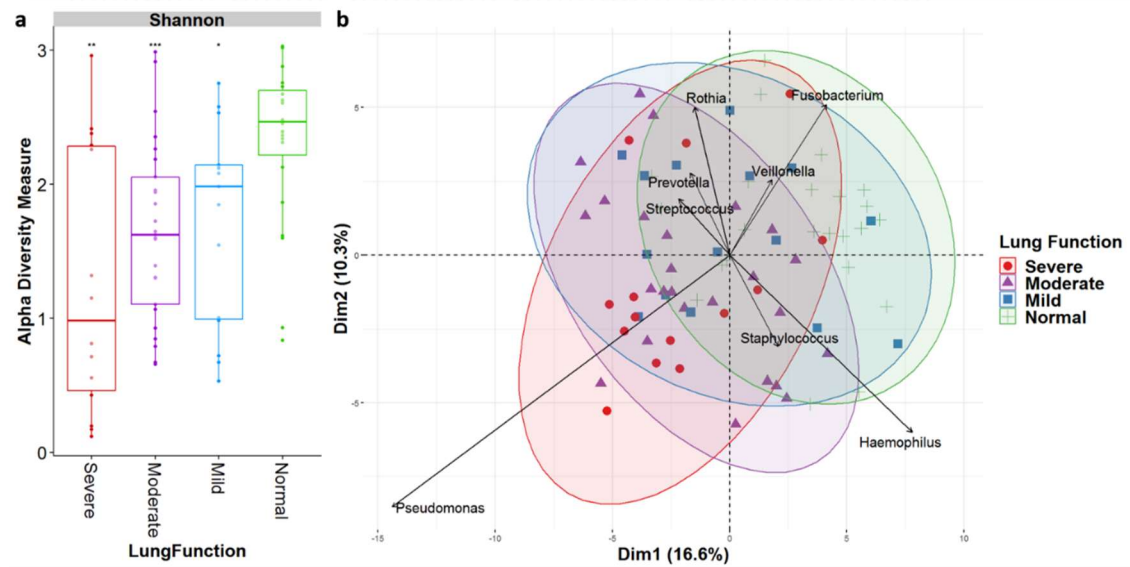 a
Shannon
** *** *
Alpha Diversity Measure
3
2
1
0
Severe
Moderate
Mild
Normal
LungFunction
b
Dim2 (10.3%)
5
0
-5
Rothia
Fusobacterium
Veillonella
Prevotella
Streptococcus
Staphylococcus
Haemophilus
Pseudomonas
-15 -5 0 5 10
Dim1 (16.6%)
Lung Function
Severe
Moderate
Mild
Normal